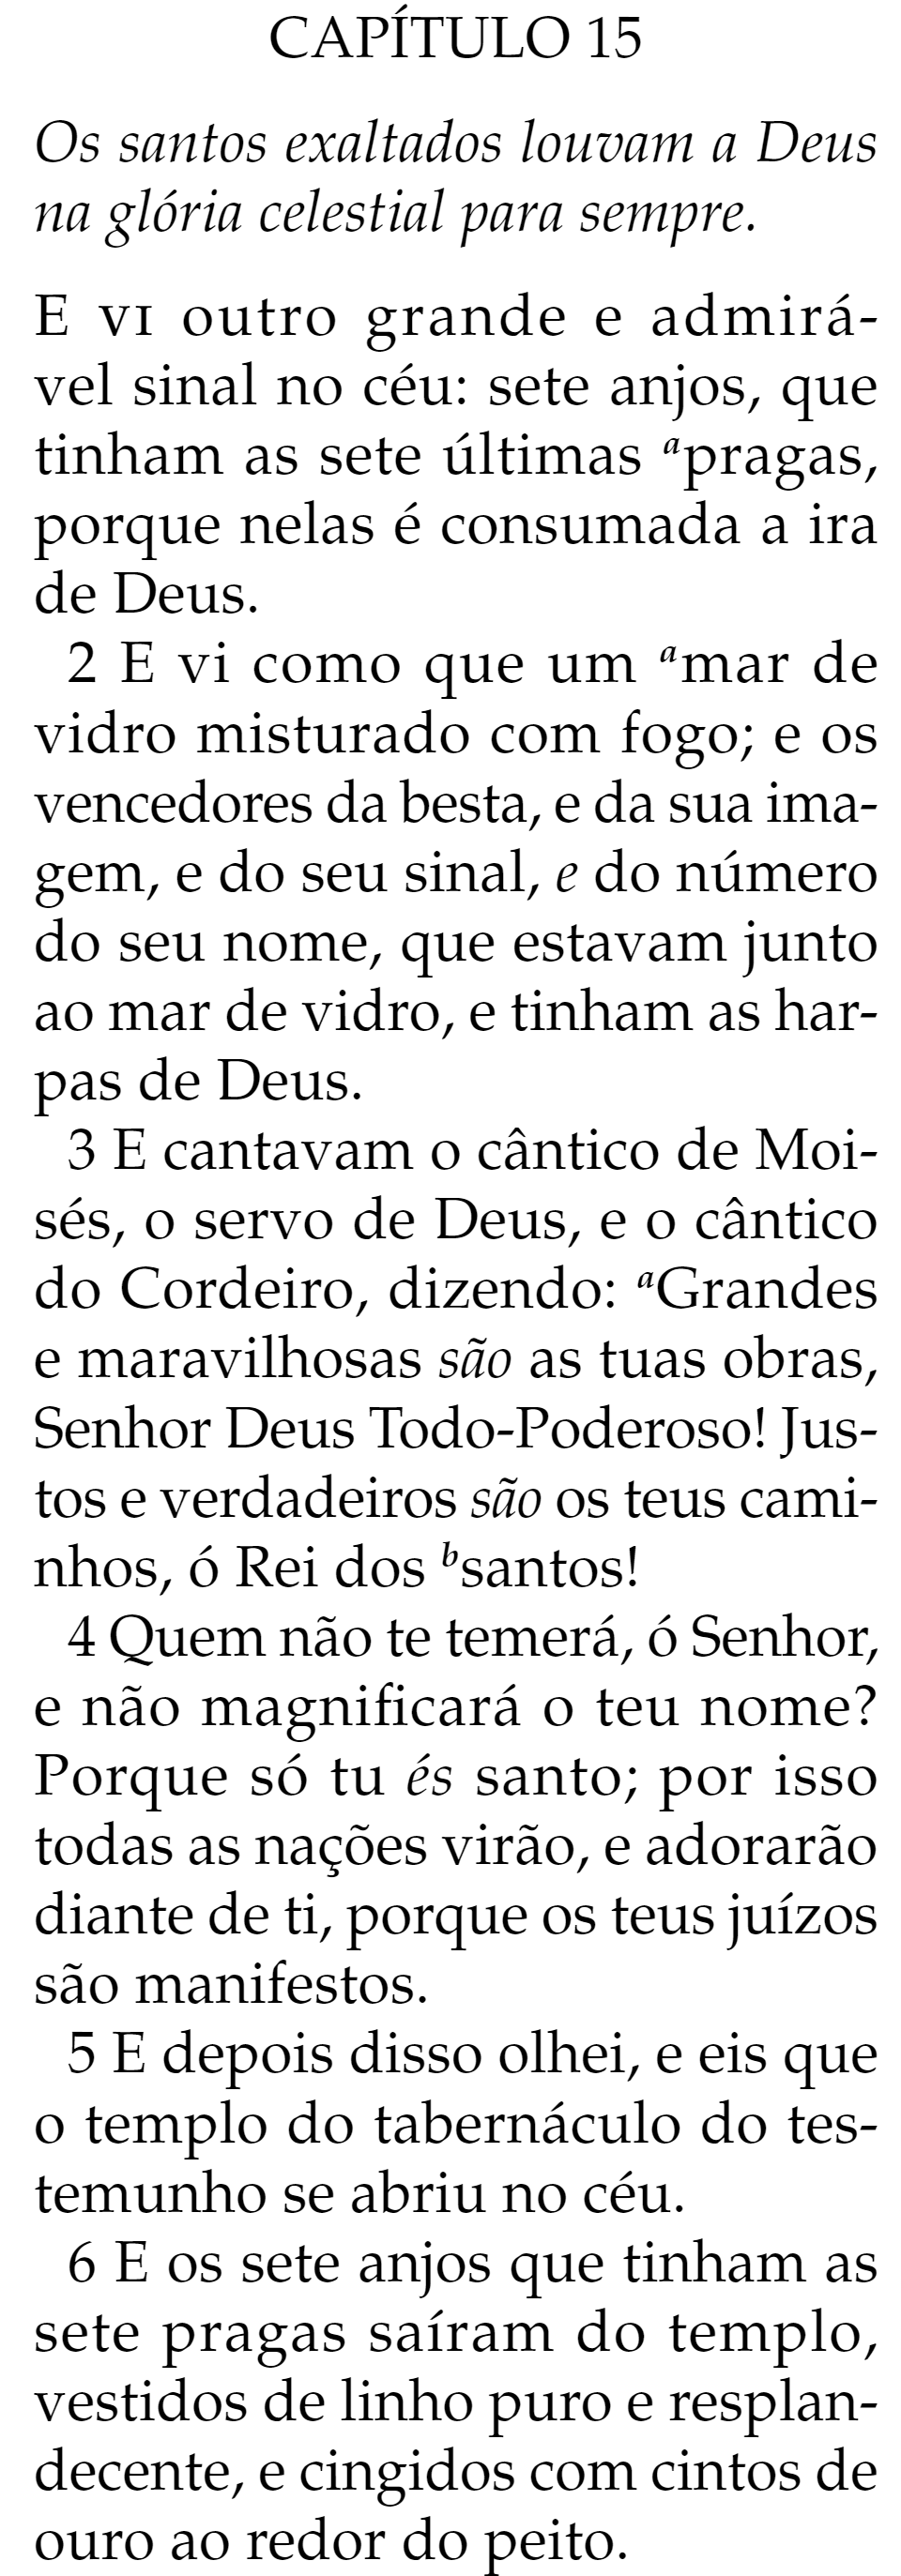 CAPÍTULO 15
Os santos exaltados louvam a Deus
na glória celestial para sempre.
E VI outro grande e admirá-
vel sinal no céu: sete anjos, que
tinham as sete últimas ᵃpragas,
porque nelas é consumada a ira
de Deus.
2 E vi como que um ᵃmar de
vidro misturado com fogo; e os
vencedores da besta, e da sua ima-
gem, e do seu sinal, e do número
do seu nome, que estavam junto
ao mar de vidro, e tinham as har-
pas de Deus.
3 E cantavam o cântico de Moi-
sés, o servo de Deus, e o cântico
do Cordeiro, dizendo: ᵃGrandes
e maravilhosas são as tuas obras,
Senhor Deus Todo-Poderoso! Jus-
tos e verdadeiros são os teus cami-
nhos, ó Rei dos ᵇsantos!
4 Quem não te temerá, ó Senhor,
e não magnificará o teu nome?
Porque só tu és santo; por isso
todas as nações virão, e adorarão
diante de ti, porque os teus juízos
são manifestos.
5 E depois disso olhei, e eis que
o templo do tabernáculo do tes-
temunho se abriu no céu.
6 E os sete anjos que tinham as
sete pragas saíram do templo,
vestidos de linho puro e resplan-
decente, e cingidos com cintos de
ouro ao redor do peito.